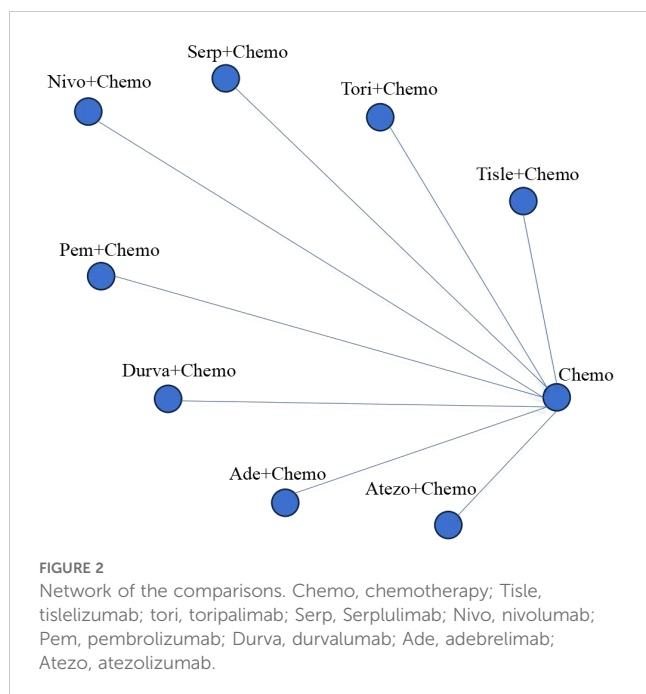 Serp+Chemo
Nivo+Chemo
Tori+Chemo
Tisle+Chemo
Pem+Chemo
Durva+Chemo
Chemo
Ade+Chemo
Atezo+Chemo
FIGURE 2
Network of the comparisons. Chemo, chemotherapy; Tisle,
tislelizumab; tori, toripalimab; Serp, Serplulimab; Nivo, nivolumab;
Pem, pembrolizumab; Durva, durvalumab; Ade, adebrelimab;
Atezo, atezolizumab.